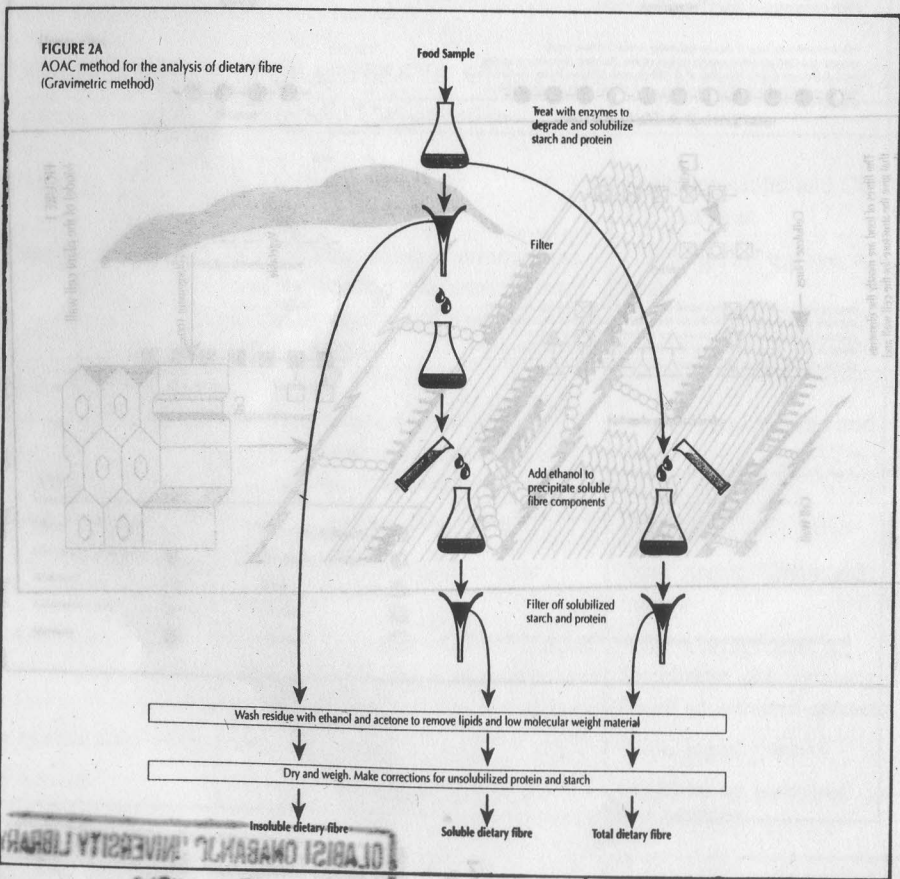 FIGURE 2A
AOAC method for the analysis of dietary fibre
(Gravimetric method)
Food Sample
Treat with enzymes to
degrade and solubilize
starch and protein
Filter
Add ethanol to
precipitate soluble
fibre components
Filter off solubilized
starch and protein
Wash residue with ethanol and acetone to remove lipids and low molecular weight material
Dry and weigh. Make corrections for unsolubilized protein and starch
Insoluble dietary fibre
Soluble dietary fibre
Total dietary fibre
OLABISI ONABANJO UNIVERSITY LIBRARY